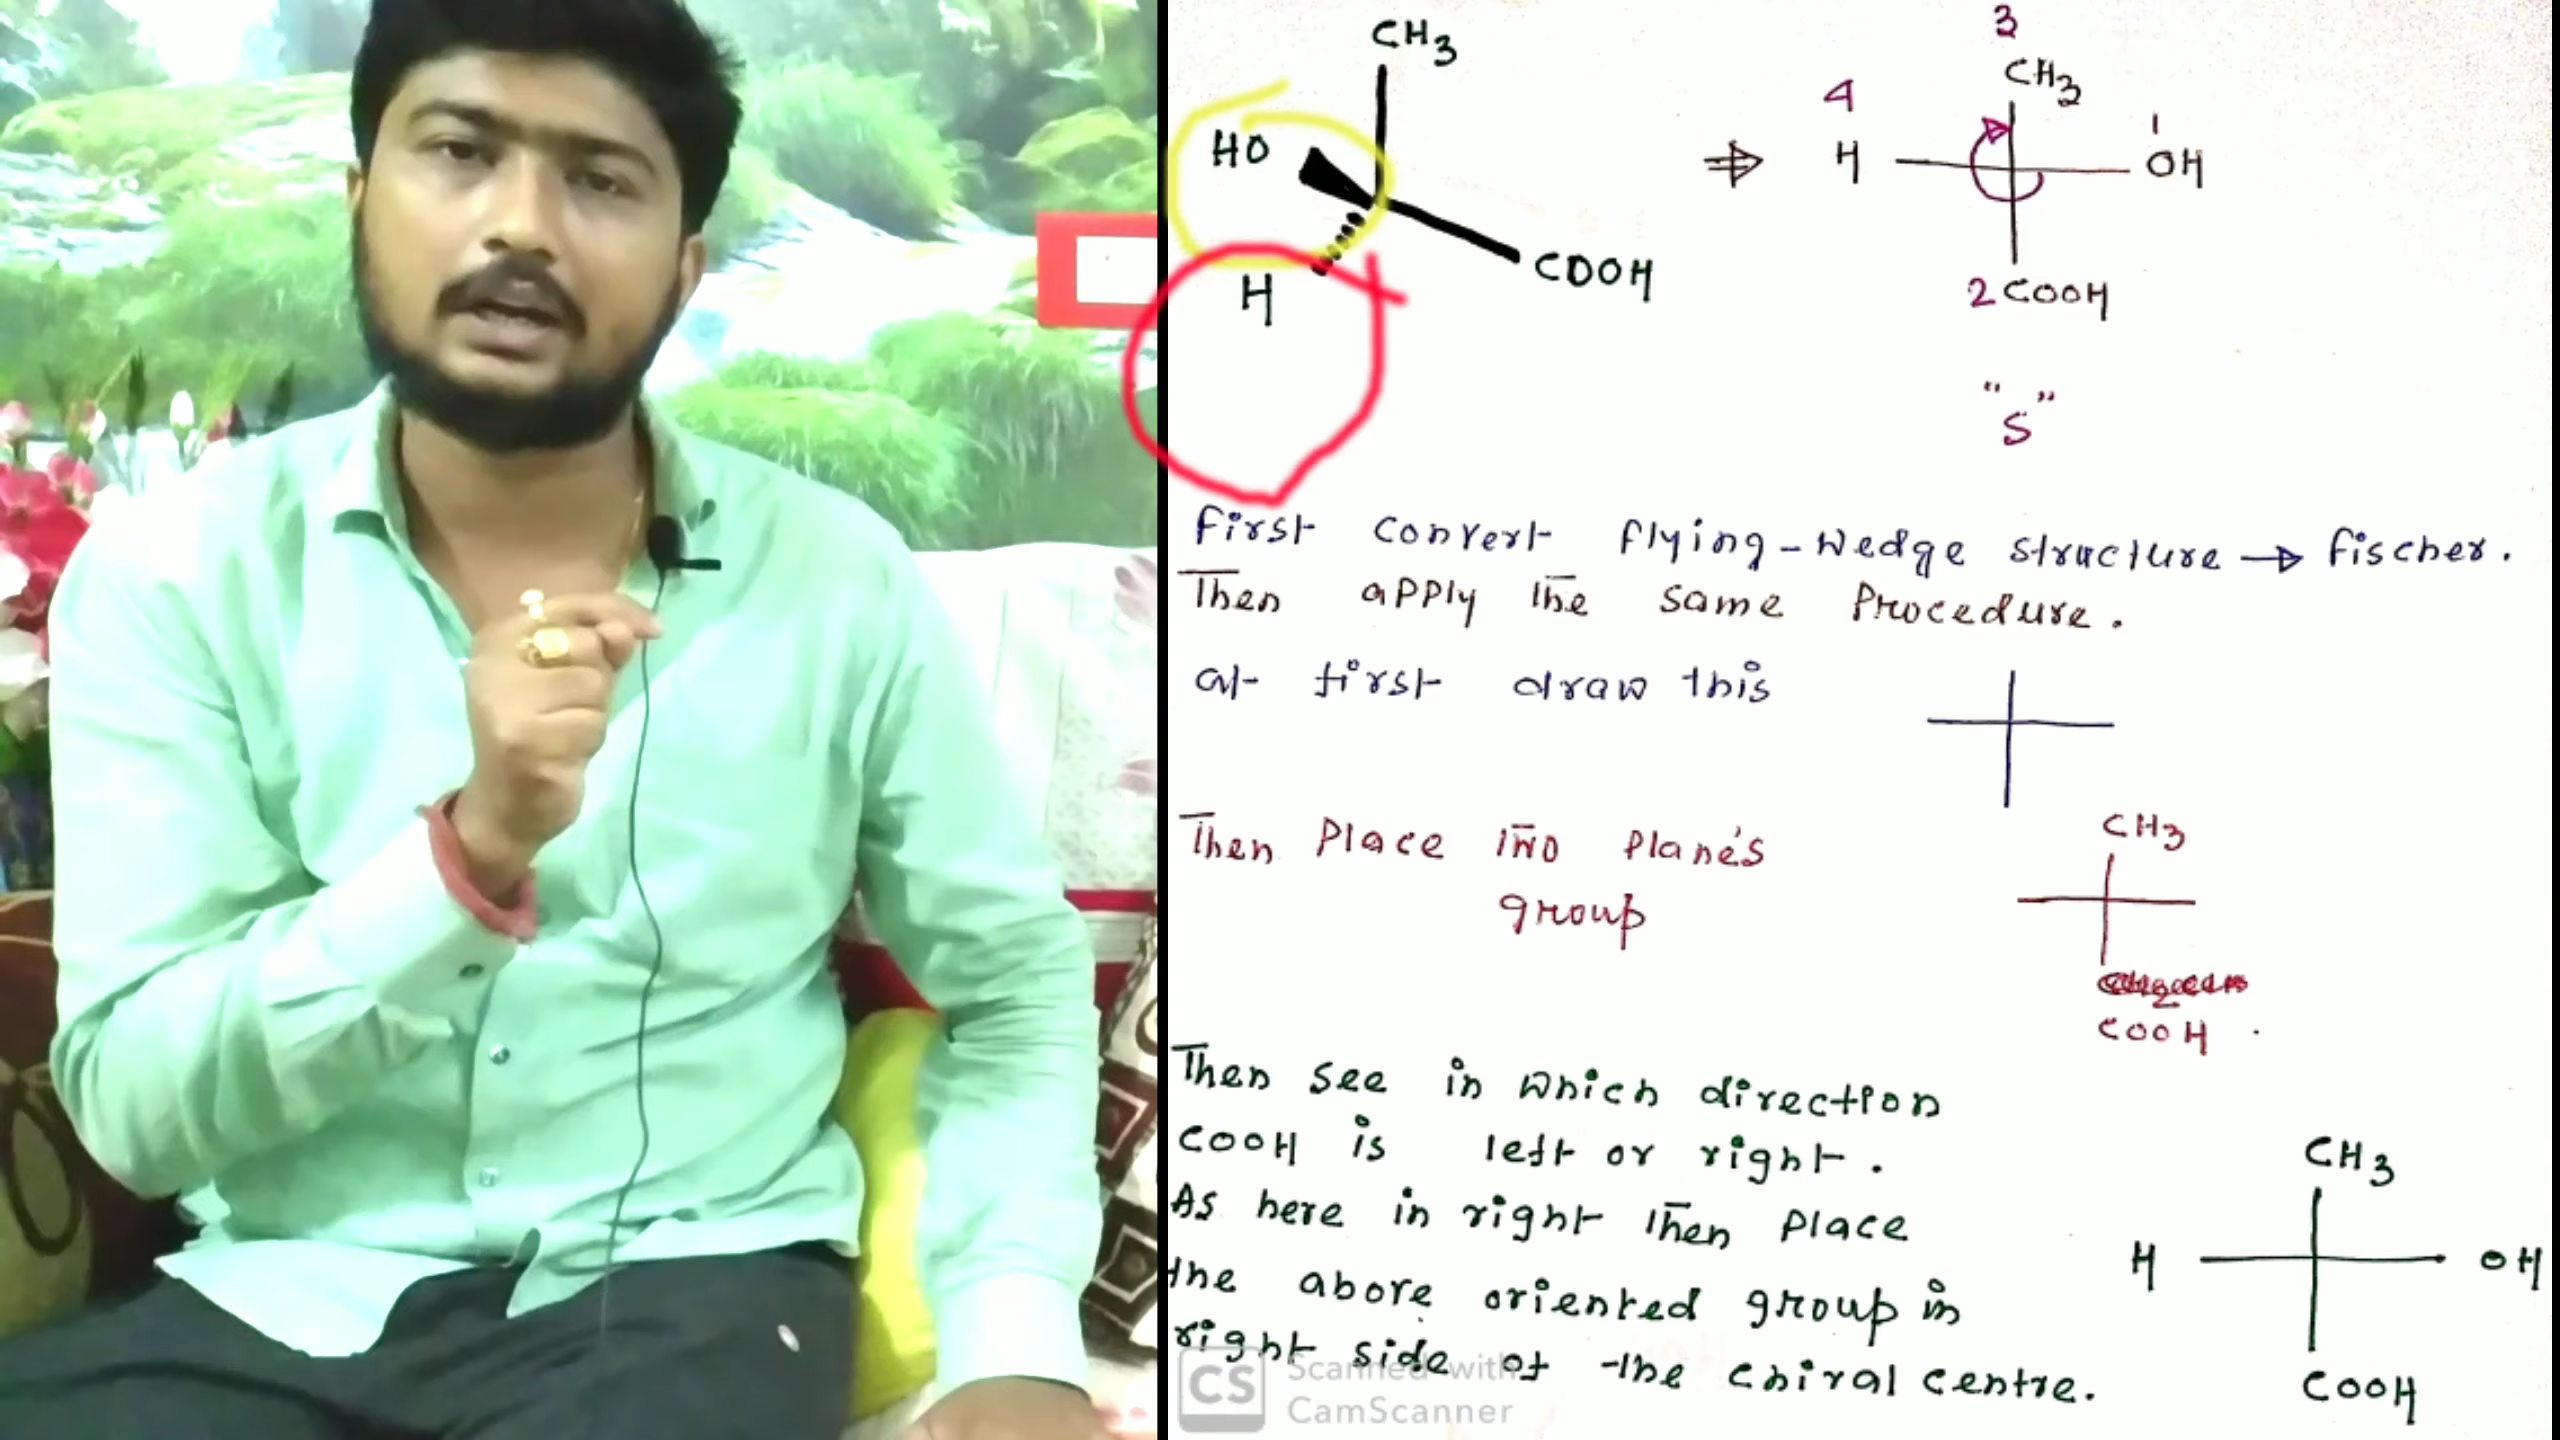 CH3
HO
H
COOH
⇒
3
CH3
4
H
1
OH
2 COOH
"S"
First convert flying-wedge structure → fischer.
Then apply the same Procedure.
at first draw this
Then Place two Plane's
group
CH3
COOH
Then see in which direction
COOH is left or right.
As here in right then Place
the above oriented group in
right side of the chiral centre.
CH3
H
OH
COOH
CS
Scanned with
CamScanner